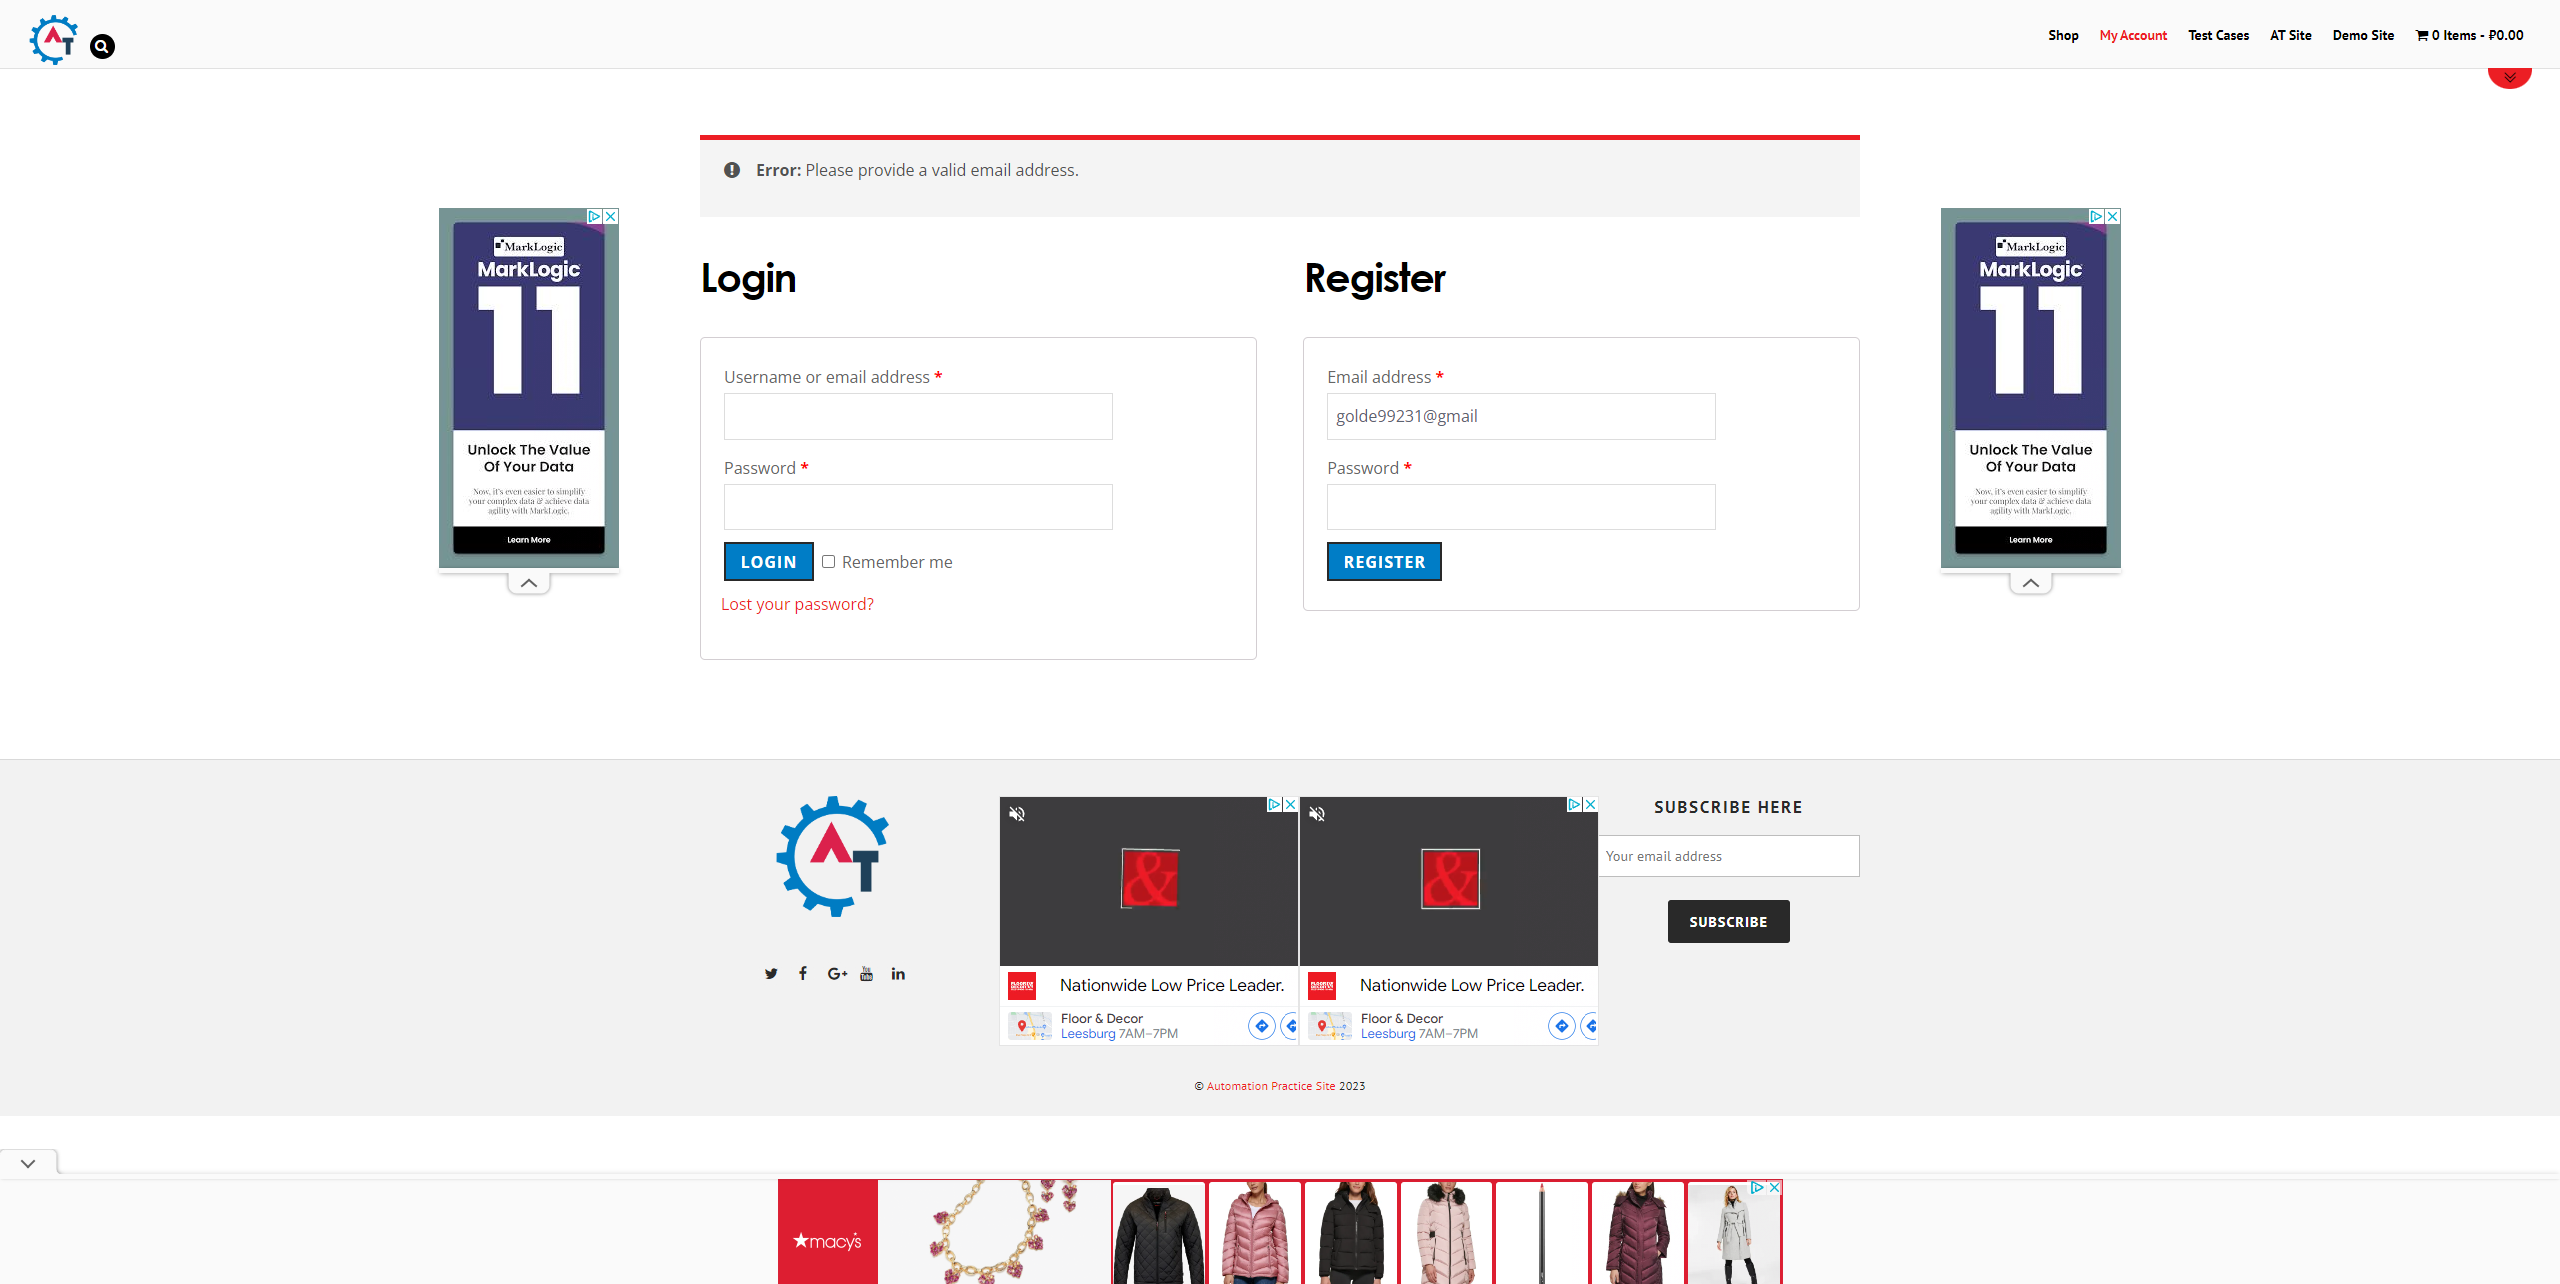 AT
Shop My Account Test Cases AT Site Demo Site 0 Items - ₽0.00
Error: Please provide a valid email address.
MarkLogic
MarkLogic
11
Unlock The Value
Of Your Data
Now, it's even easier to simplify
your complex data & achieve data
agility with MarkLogic.
Learn More
Login
Username or email address *
Password *
LOGIN
Remember me
Lost your password?
Register
Email address *
golde99231@gmail
Password *
REGISTER
MarkLogic
MarkLogic
11
Unlock The Value
Of Your Data
Now, it's even easier to simplify
your complex data & achieve data
agility with MarkLogic.
Learn More
AT
&
Nationwide Low Price Leader.
Floor & Decor
Leesburg 7AM–7PM
&
Nationwide Low Price Leader.
Floor & Decor
Leesburg 7AM–7PM
SUBSCRIBE HERE
Your email address
SUBSCRIBE
© Automation Practice Site 2023
macy's